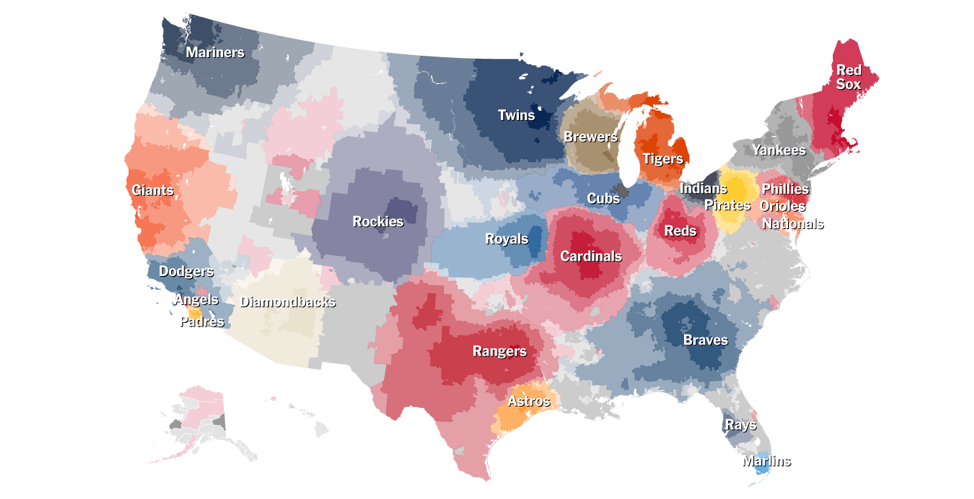 Mariners
Red
Sox
Twins
Brewers
Yankees
Tigers
Giants
Indians
Phillies
Cubs
Pirates
Orioles
Rockies
Nationals
Reds
Royals
Cardinals
Dodgers
Angels
Diamondbacks
Padres
Braves
Rangers
Astros
Rays
Marlins